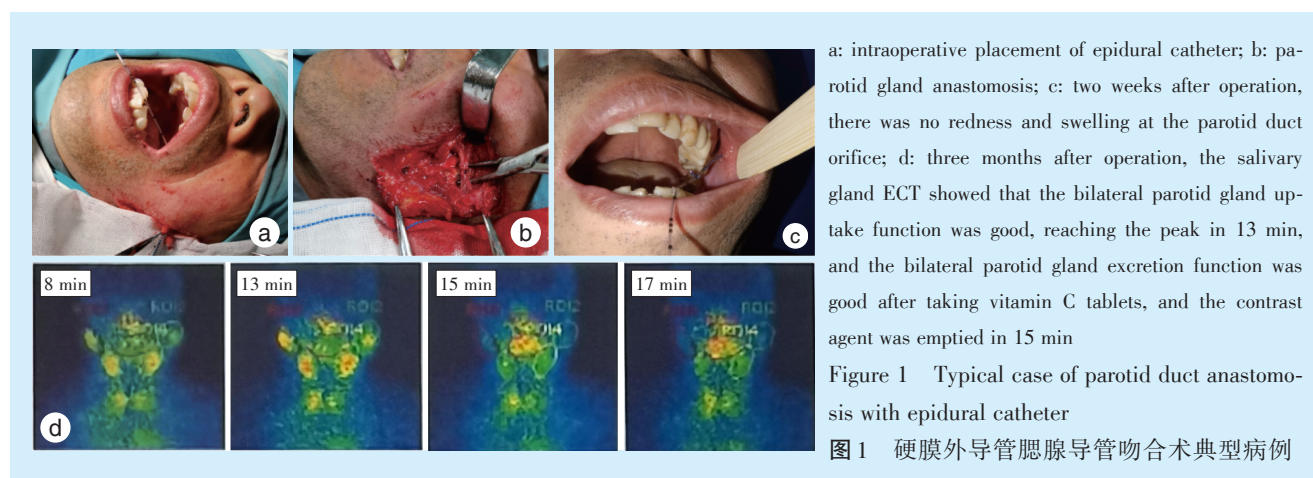 a
b
c
8 min
13 min
15 min
17 min
d
a: intraoperative placement of epidural catheter; b: pa-
rotid gland anastomosis; c: two weeks after operation,
there was no redness and swelling at the parotid duct
orifice; d: three months after operation, the salivary
gland ECT showed that the bilateral parotid gland up-
take function was good, reaching the peak in 13 min,
and the bilateral parotid gland excretion function was
good after taking vitamin C tablets, and the contrast
agent was emptied in 15 min
Figure 1 Typical case of parotid duct anastomo-
sis with epidural catheter
图1 硬膜外导管腮腺导管吻合术典型病例